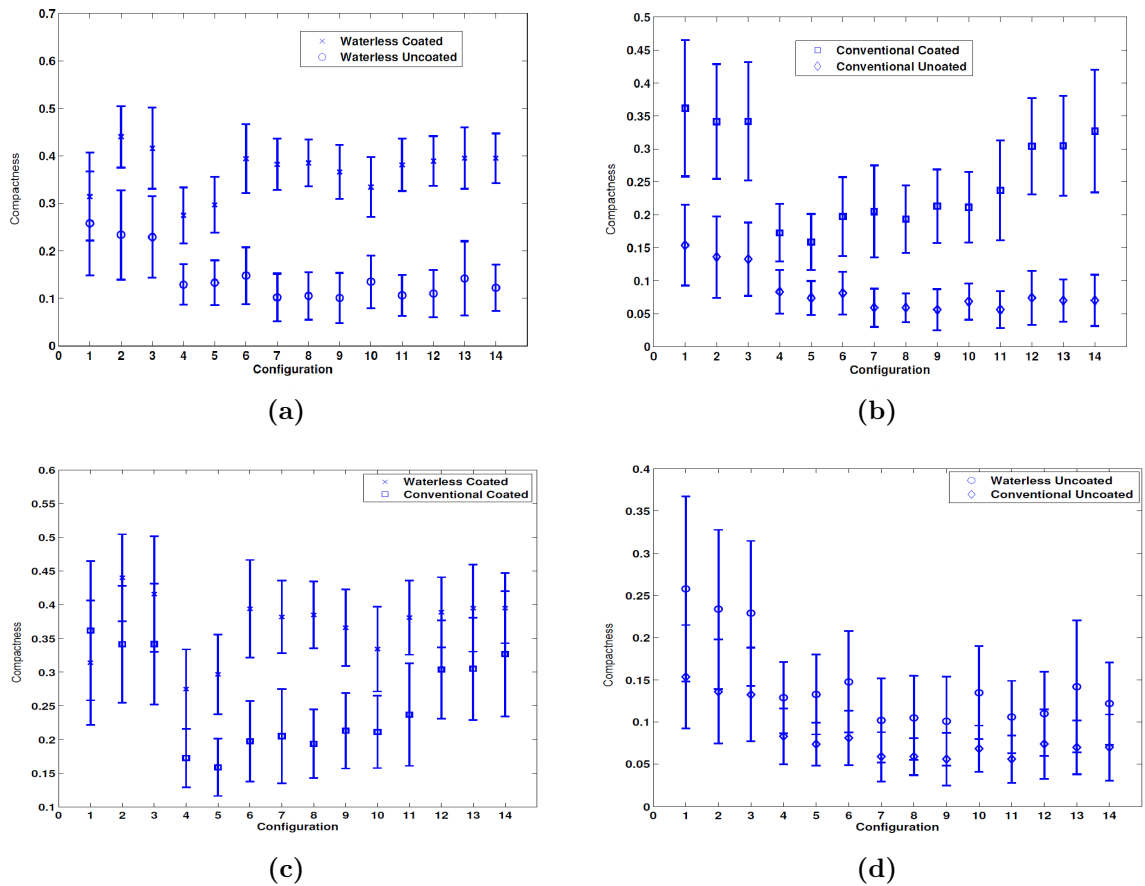 0.7
0.6
0.5
0.4
0.3
0.2
0.1
0
Compactness
Waterless Coated
Waterless Uncoated
0 1 2 3 4 5 6 7 8 9 10 11 12 13 14
Configuration
(a)
0.5
0.45
0.4
0.35
0.3
0.25
0.2
0.15
0.1
0.05
0
Compactness
Conventional Coated
Conventional Unoated
0 1 2 3 4 5 6 7 8 9 10 11 12 13 14
Configuration
(b)
0.6
0.55
0.5
0.45
0.4
0.35
0.3
0.25
0.2
0.15
0.1
Compactness
Waterless Coated
Conventional Coated
0 1 2 3 4 5 6 7 8 9 10 11 12 13 14
Configuration
(c)
0.4
0.35
0.3
0.25
0.2
0.15
0.1
0.05
0
Compactness
Waterless Uncoated
Conventional Uncoated
0 1 2 3 4 5 6 7 8 9 10 11 12 13 14
Configuration
(d)